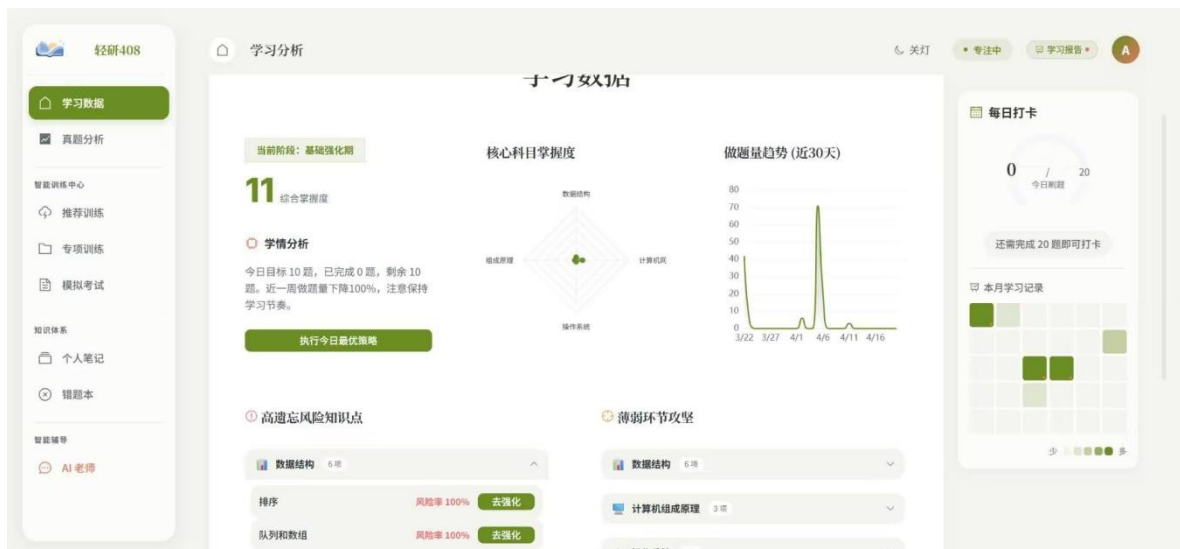 轻研408
学习数据
真题分析
智能训练中心
推荐训练
专项训练
模拟考试
知识体系
个人笔记
错题本
智能辅导
AI 老师
学习分析
关灯
专注中
学习报告
A
学习数据
当前阶段：基础强化期
11 综合掌握度
学情分析
今日目标 10 题，已完成 0 题，剩余 10
题。近一周做题量下降100%，注意保持
学习节奏。
执行今日最优策略
核心科目掌握度
数据结构
组成原理
计算机网
操作系统
做题量趋势 (近30天)
80
70
60
50
40
30
20
10
0
3/22 3/27 4/1 4/6 4/11 4/16
高遗忘风险知识点
数据结构 6 项
排序 风险率 100% 去强化
队列和数组 风险率 100% 去强化
薄弱环节攻坚
数据结构 6 项
计算机组成原理 3 项
每日打卡
0 / 20
今日刷题
还需完成 20 题即可打卡
本月学习记录
少 多